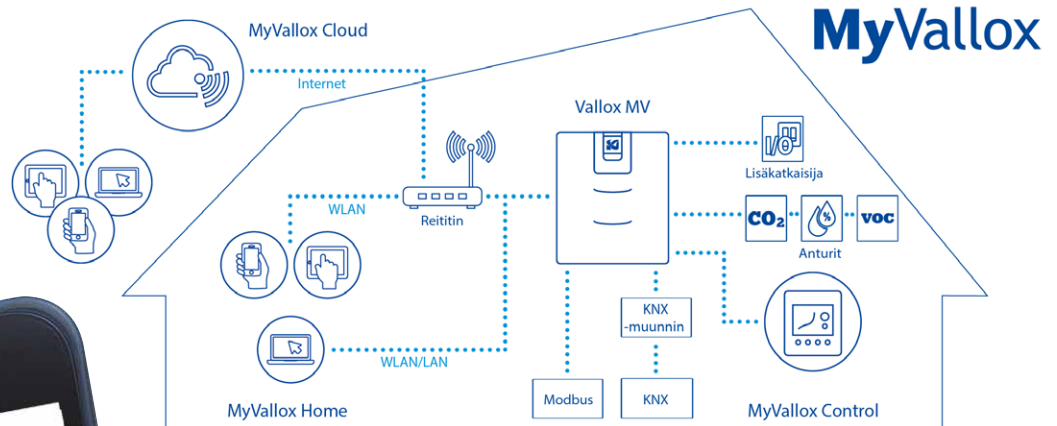 MyVallox
MyVallox Cloud
Internet
Vallox MV
I/0
Lisäkatkaisija
WLAN
Reititin
CO₂
%
VOC
Anturit
KNX
-muunnin
WLAN/LAN
Modbus
KNX
MyVallox Home
MyVallox Control